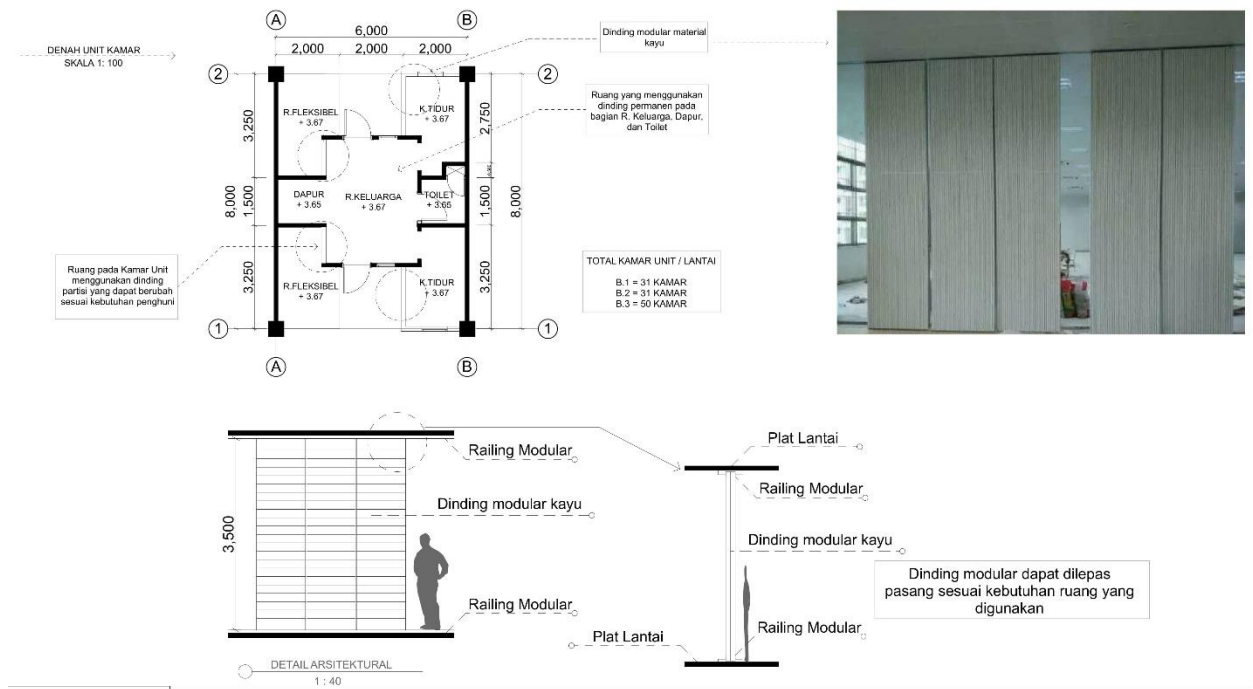 DENAH UNIT KAMAR
SKALA 1: 100
A
B
6,000
2,000
2,000
2,000
2
2
R.FLEKSIBEL
+ 3.67
K.TIDUR
+ 3.67
3,250
2,750
DAPUR
+ 3.65
R.KELUARGA
+ 3.67
TOILET
+ 3.65
8,000
1,500
1,500
8,000
3,250
3,250
R.FLEKSIBEL
+ 3.67
K.TIDUR
+ 3.67
1
1
A
B
Dinding modular material
kayu
Ruang yang menggunakan
dinding permanen pada
bagian R. Keluarga, Dapur,
dan Toilet
Ruang pada Kamar Unit
menggunakan dinding
partisi yang dapat berubah
sesuai kebutuhan penghuni
TOTAL KAMAR UNIT / LANTAI
B.1 = 31 KAMAR
B.2 = 31 KAMAR
B.3 = 50 KAMAR
3,500
Railing Modular
Dinding modular kayu
Railing Modular
DETAIL ARSITEKTURAL
1 : 40
Plat Lantai
Railing Modular
Dinding modular kayu
Railing Modular
Plat Lantai
Dinding modular dapat dilepas
pasang sesuai kebutuhan ruang yang
digunakan